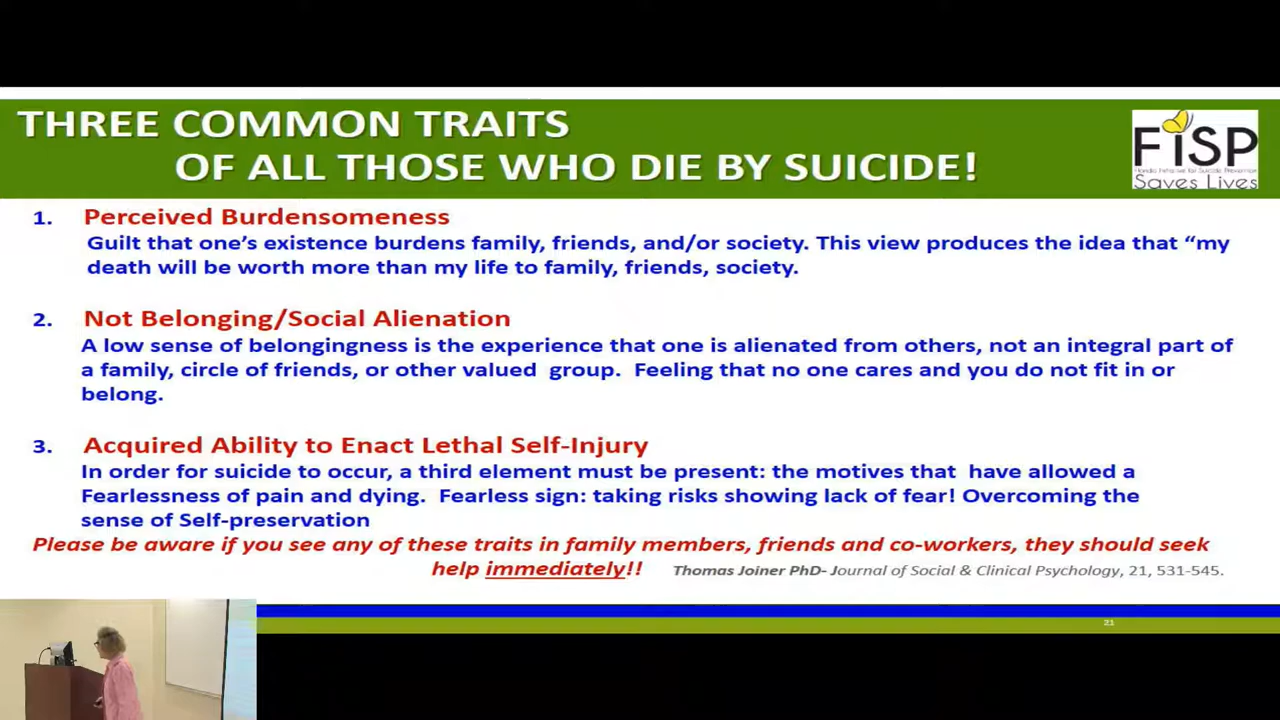 THREE COMMON TRAITS
OF ALL THOSE WHO DIE BY SUICIDE!
FiSP
Florida Initiative for Suicide Prevention
Saves Lives
1. Perceived Burdensomeness
Guilt that one’s existence burdens family, friends, and/or society. This view produces the idea that “my
death will be worth more than my life to family, friends, society.
2. Not Belonging/Social Alienation
A low sense of belongingness is the experience that one is alienated from others, not an integral part of
a family, circle of friends, or other valued group. Feeling that no one cares and you do not fit in or
belong.
3. Acquired Ability to Enact Lethal Self-Injury
In order for suicide to occur, a third element must be present: the motives that have allowed a
Fearlessness of pain and dying. Fearless sign: taking risks showing lack of fear! Overcoming the
sense of Self-preservation
Please be aware if you see any of these traits in family members, friends and co-workers, they should seek
help immediately!! Thomas Joiner PhD- Journal of Social & Clinical Psychology, 21, 531-545.
21